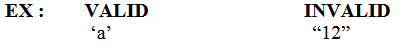 EX : VALID INVALID
‘a’ “12”